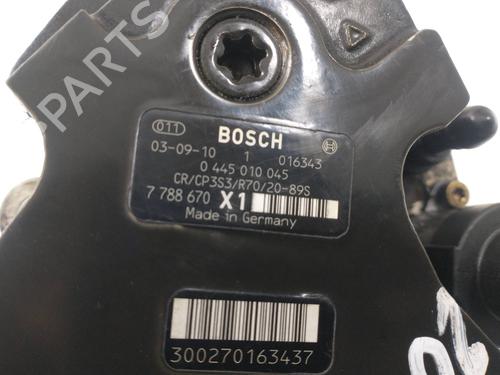 PARTS
011 BOSCH
03-09-10 1 016343
0 445 010 045
CR/CP3S3/R70/20-89S
7 788 670 X1
Made in Germany
300270163437